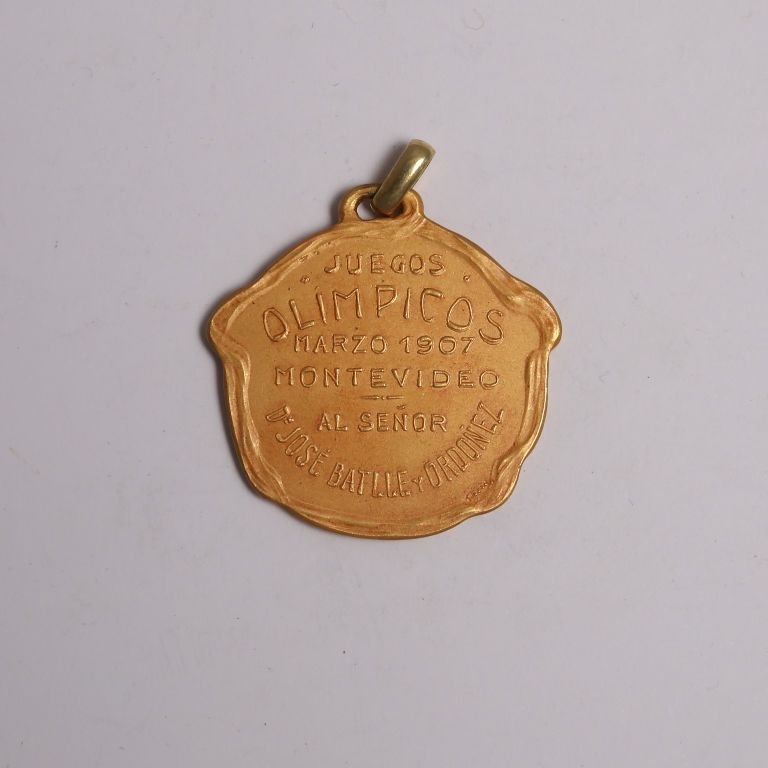 JUEGOS
OLIMPICOS
MARZO 1907
MONTEVIDEO
AL SEÑOR
Dr JOSÉ BATLLE Y ORDOÑEZ